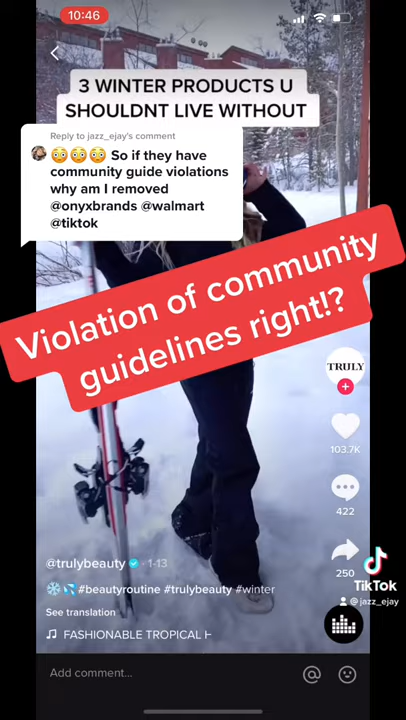 10:46
3 WINTER PRODUCTS U
SHOULDNT LIVE WITHOUT
Reply to jazz_ejay's comment
😳😳😳 So if they have
community guide violations
why am I removed
@onyxbrands @walmart
@tiktok
Violation of community
guidelines right!?
TRULY
103.7K
422
250
@trulybeauty · 1-13
❄️💦#beautyroutine #trulybeauty #winter
See translation
FASHIONABLE TROPICAL
TikTok
@jazz_ejay
Add comment...